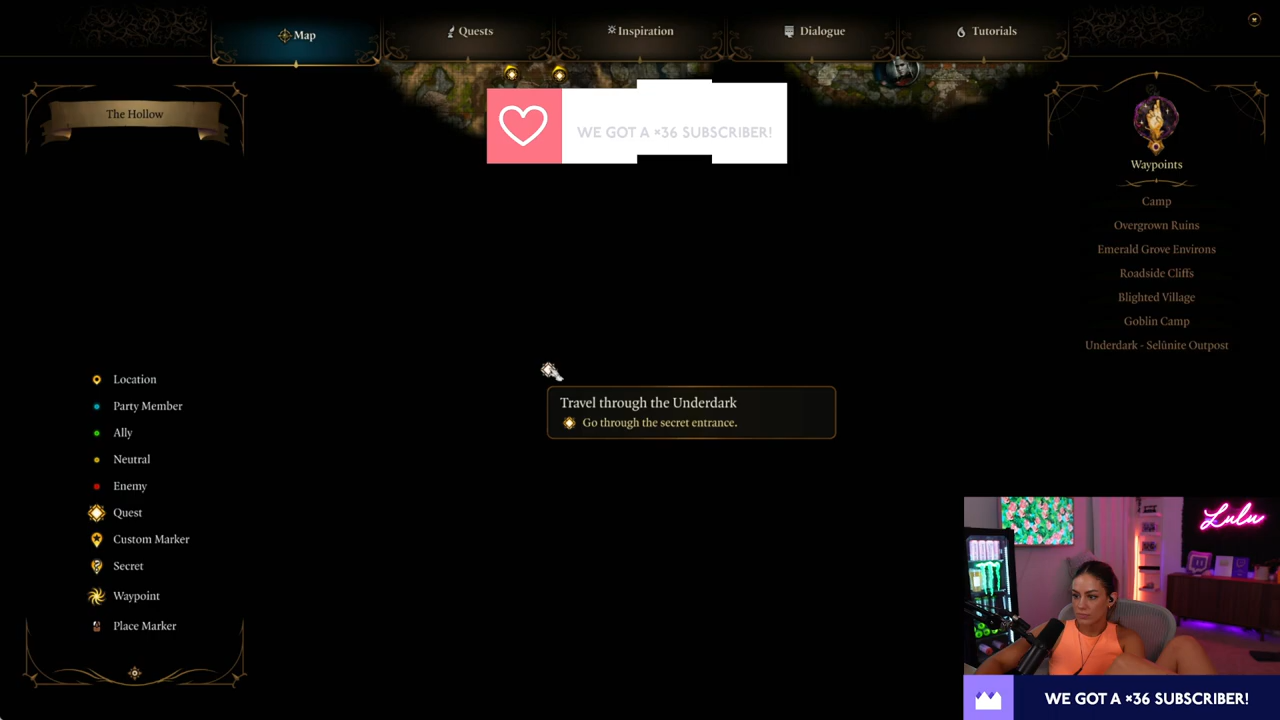 Map
Quests
Inspiration
Dialogue
Tutorials
The Hollow
WE GOT A ×36 SUBSCRIBER!
Waypoints
Camp
Overgrown Ruins
Emerald Grove Environs
Roadside Cliffs
Blighted Village
Goblin Camp
Underdark - Selûnite Outpost
Travel through the Underdark
Go through the secret entrance.
Location
Party Member
Ally
Neutral
Enemy
Quest
Custom Marker
Secret
Waypoint
Place Marker
Lulu
WE GOT A ×36 SUBSCRIBER!